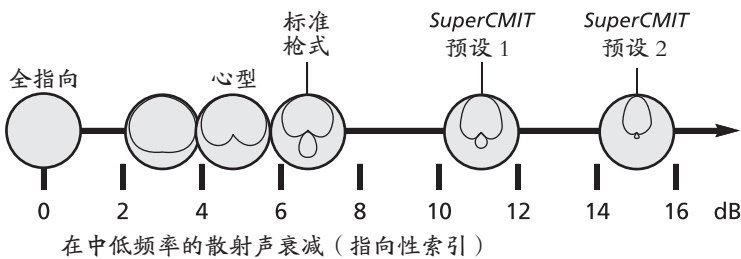 全指向
心型
标准
枪式
SuperCMIT
预设 1
SuperCMIT
预设 2
0 2 4 6 8 10 12 14 16 dB
在中低频率的散射声衰减（指向性索引）